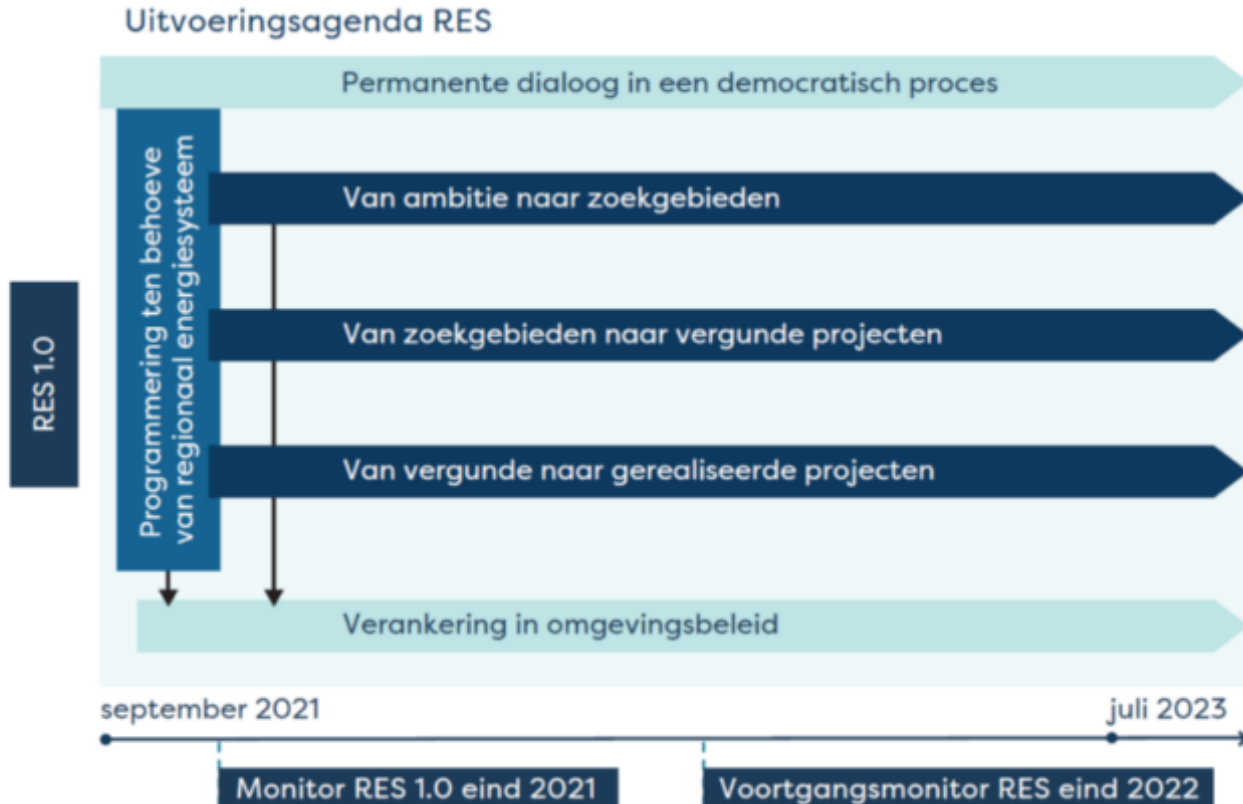 Uitvoeringsagenda RES
Permanente dialoog in een democratisch proces
RES 1.0
Programmering ten behoeve
van regionaal energiesysteem
Van ambitie naar zoekgebieden
Van zoekgebieden naar vergunde projecten
Van vergunde naar gerealiseerde projecten
Verankering in omgevingsbeleid
september 2021
juli 2023
Monitor RES 1.0 eind 2021
Voortgangsmonitor RES eind 2022